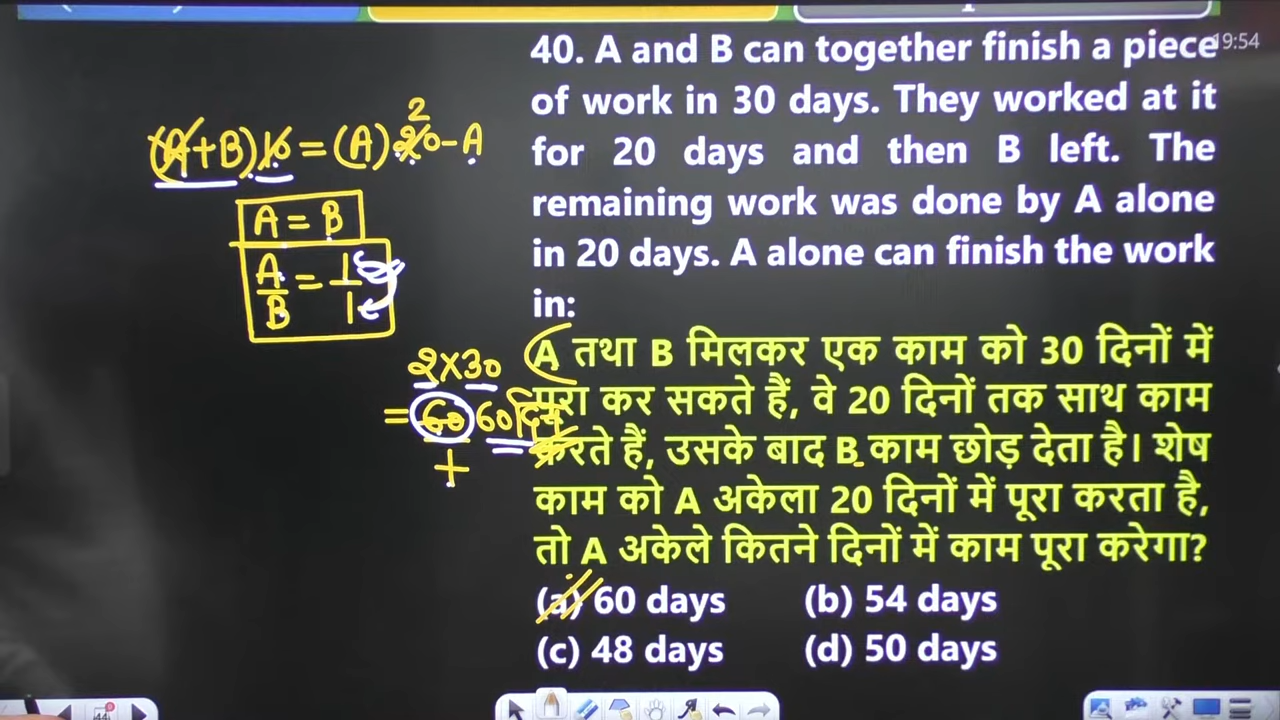 19:54
40. A and B can together finish a piece
of work in 30 days. They worked at it
for 20 days and then B left. The
remaining work was done by A alone
in 20 days. A alone can finish the work
in:
A तथा B मिलकर एक काम को 30 दिनों में
पूरा कर सकते हैं, वे 20 दिनों तक साथ काम
करते हैं, उसके बाद B काम छोड़ देता है। शेष
काम को A अकेला 20 दिनों में पूरा करता है,
तो A अकेले कितने दिनों में काम पूरा करेगा?
(a) 60 days (b) 54 days
(c) 48 days (d) 50 days
(A+B)10 = (A) 20 - A
2
A = B
A/B = 1/1
2×30
= 60 60 दिन
1